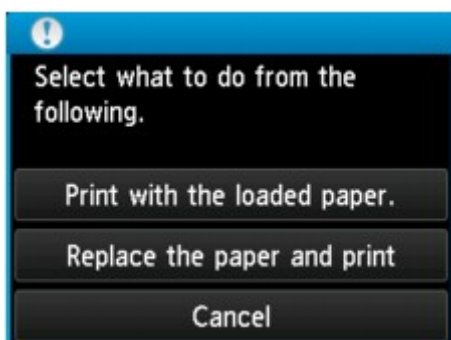 Select what to do from the
following.
Print with the loaded paper.
Replace the paper and print
Cancel